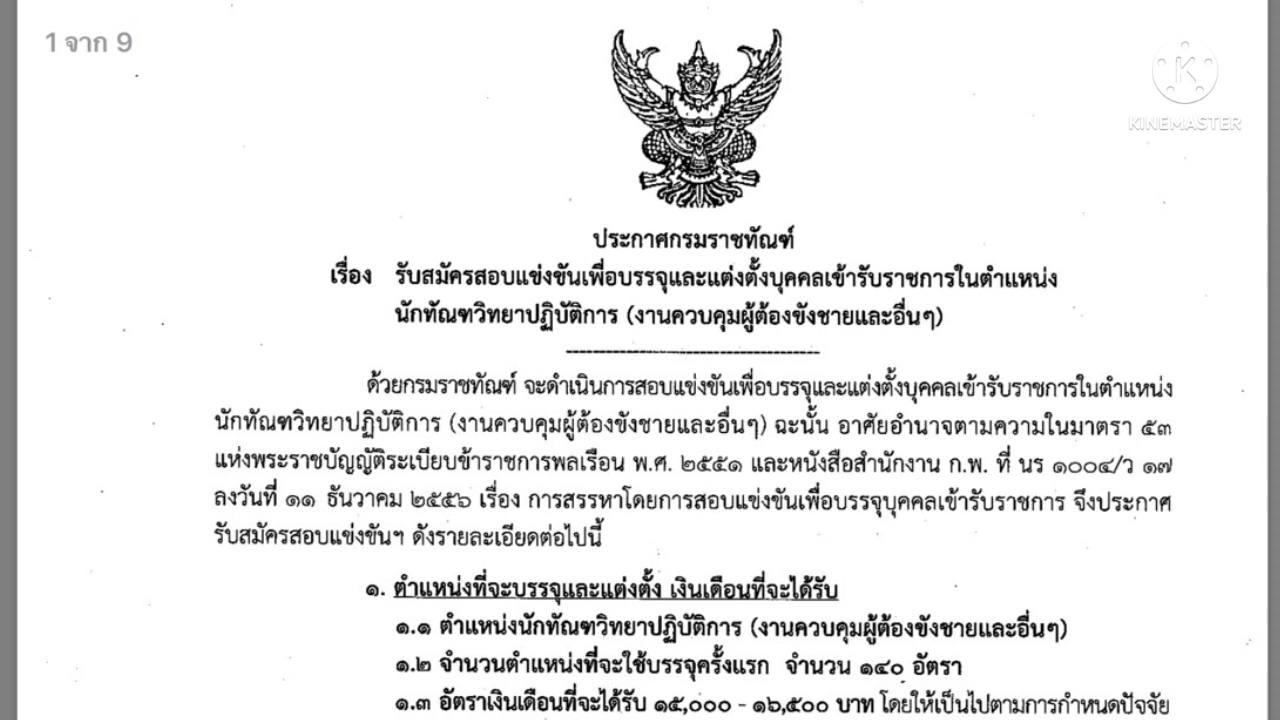 1 จาก 9
KINEMASTER
ประกาศกรมราชทัณฑ์
เรื่อง รับสมัครสอบแข่งขันเพื่อบรรจุและแต่งตั้งบุคคลเข้ารับราชการในตำแหน่ง
นักทัณฑวิทยาปฏิบัติการ (งานควบคุมผู้ต้องขังชายและอื่นๆ)
ด้วยกรมราชทัณฑ์ จะดำเนินการสอบแข่งขันเพื่อบรรจุและแต่งตั้งบุคคลเข้ารับราชการในตำแหน่ง
นักทัณฑวิทยาปฏิบัติการ (งานควบคุมผู้ต้องขังชายและอื่นๆ) ฉะนั้น อาศัยอำนาจตามความในมาตรา ๕๓
แห่งพระราชบัญญัติระเบียบข้าราชการพลเรือน พ.ศ. ๒๕๕๑ และหนังสือสำนักงาน ก.พ. ที่ นร ๑๐๐๔/ว ๑๗
ลงวันที่ ๑๑ ธันวาคม ๒๕๕๖ เรื่อง การสรรหาโดยการสอบแข่งขันเพื่อบรรจุบุคคลเข้ารับราชการ จึงประกาศ
รับสมัครสอบแข่งขันฯ ดังรายละเอียดต่อไปนี้
๑. ตำแหน่งที่จะบรรจุและแต่งตั้ง เงินเดือนที่จะได้รับ
๑.๑ ตำแหน่งนักทัณฑวิทยาปฏิบัติการ (งานควบคุมผู้ต้องขังชายและอื่นๆ)
๑.๒ จำนวนตำแหน่งที่จะใช้บรรจุครั้งแรก จำนวน ๑๔๐ อัตรา
๑.๓ อัตราเงินเดือนที่จะได้รับ ๑๕,๐๐๐ - ๑๖,๕๐๐ บาท โดยให้เป็นไปตามการกำหนดปัจจัย